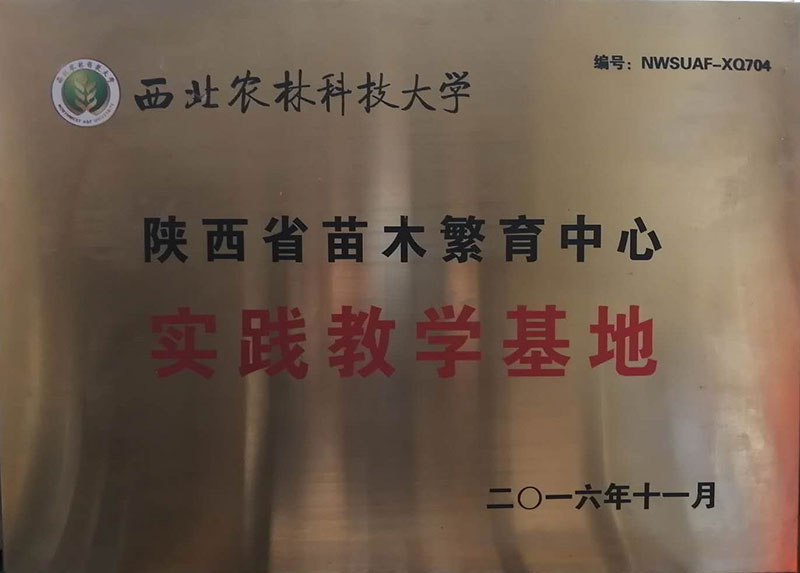 编号：NWSUAF-XQ704
西北农林科技大学
陕西省苗木繁育中心
实践教学基地
二〇一六年十一月